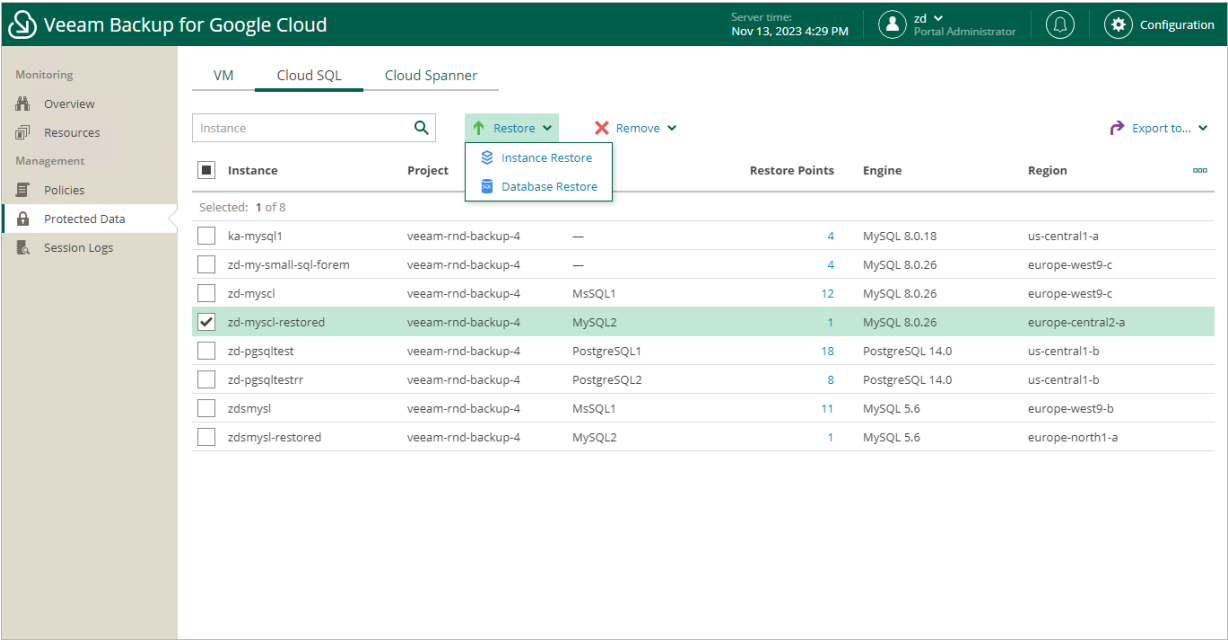 Veeam Backup for Google Cloud
Server time:
Nov 13, 2023 4:29 PM
zd
Portal Administrator
Configuration
Monitoring
Overview
Resources
Management
Policies
Protected Data
Session Logs
VM Cloud SQL Cloud Spanner
Instance Restore Remove Export to...
Instance Restore
SQL Database Restore
Instance Project Restore Points Engine Region
Selected: 1 of 8
ka-mysql1 veeam-rnd-backup-4 — 4 MySQL 8.0.18 us-central1-a
zd-my-small-sql-forem veeam-rnd-backup-4 — 4 MySQL 8.0.26 europe-west9-c
zd-myscl veeam-rnd-backup-4 MsSQL1 12 MySQL 8.0.26 europe-west9-c
zd-myscl-restored veeam-rnd-backup-4 MySQL2 1 MySQL 8.0.26 europe-central2-a
zd-pgsqltest veeam-rnd-backup-4 PostgreSQL1 18 PostgreSQL 14.0 us-central1-b
zd-pgsqltestrr veeam-rnd-backup-4 PostgreSQL2 8 PostgreSQL 14.0 us-central1-b
zdsmysl veeam-rnd-backup-4 MsSQL1 11 MySQL 5.6 europe-west9-b
zdsmysl-restored veeam-rnd-backup-4 MySQL2 1 MySQL 5.6 europe-north1-a